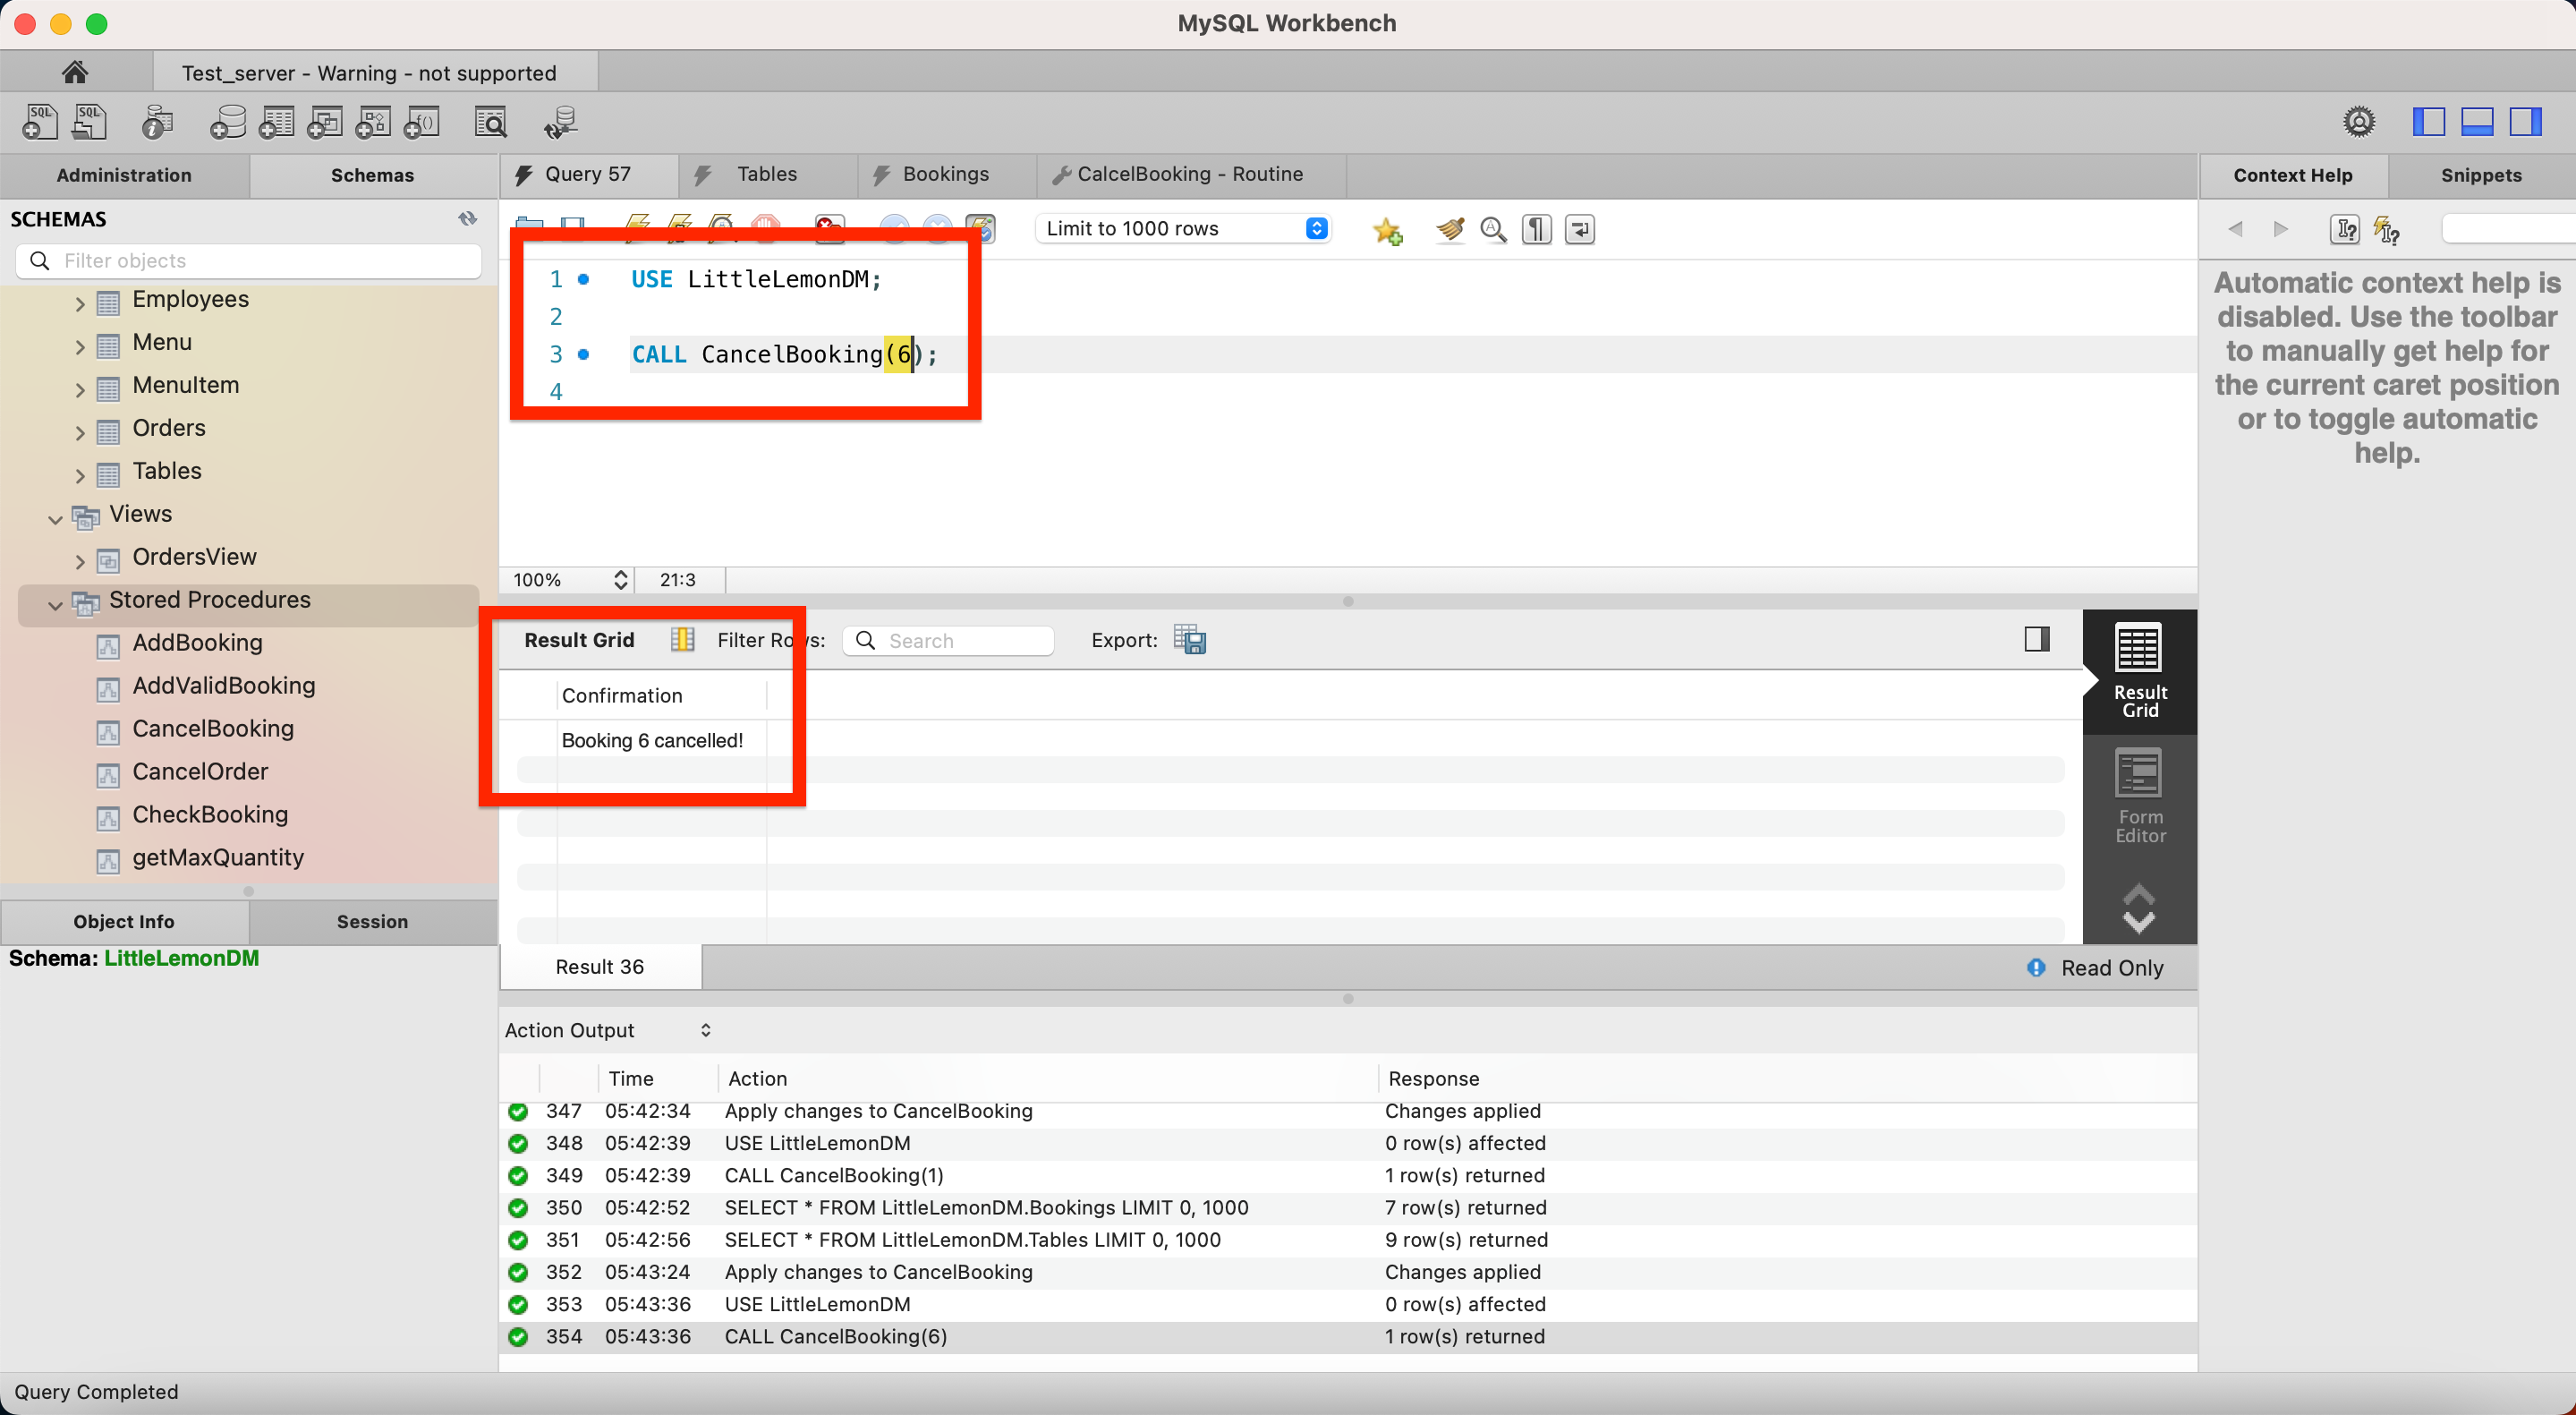 MySQL Workbench
Test_server - Warning - not supported
SQL SQL
Administration Schemas
SCHEMAS
Filter objects
Employees
Menu
MenuItem
Orders
Tables
Views
OrdersView
Stored Procedures
AddBooking
AddValidBooking
CancelBooking
CancelOrder
CheckBooking
getMaxQuantity
Object Info Session
Schema: LittleLemonDM
Query 57 Tables Bookings CalcelBooking - Routine
Limit to 1000 rows
1 USE LittleLemonDM;
2
3 CALL CancelBooking(6);
4
100% 21:3
Result Grid Filter Rows: Search Export:
Confirmation
Booking 6 cancelled!
Result
Grid
Form
Editor
Result 36 Read Only
Action Output
Time Action Response
347 05:42:34 Apply changes to CancelBooking Changes applied
348 05:42:39 USE LittleLemonDM 0 row(s) affected
349 05:42:39 CALL CancelBooking(1) 1 row(s) returned
350 05:42:52 SELECT * FROM LittleLemonDM.Bookings LIMIT 0, 1000 7 row(s) returned
351 05:42:56 SELECT * FROM LittleLemonDM.Tables LIMIT 0, 1000 9 row(s) returned
352 05:43:24 Apply changes to CancelBooking Changes applied
353 05:43:36 USE LittleLemonDM 0 row(s) affected
354 05:43:36 CALL CancelBooking(6) 1 row(s) returned
Context Help Snippets
Automatic context help is
disabled. Use the toolbar
to manually get help for
the current caret position
or to toggle automatic
help.
Query Completed